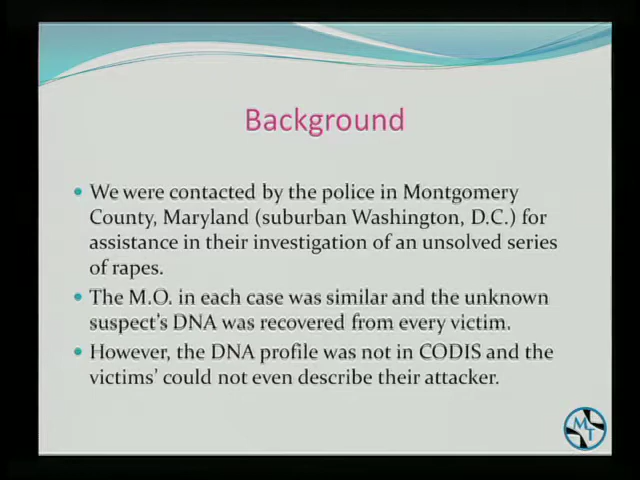 Background
We were contacted by the police in Montgomery
County, Maryland (suburban Washington, D.C.) for
assistance in their investigation of an unsolved series
of rapes.
The M.O. in each case was similar and the unknown
suspect's DNA was recovered from every victim.
However, the DNA profile was not in CODIS and the
victims' could not even describe their attacker.
MT